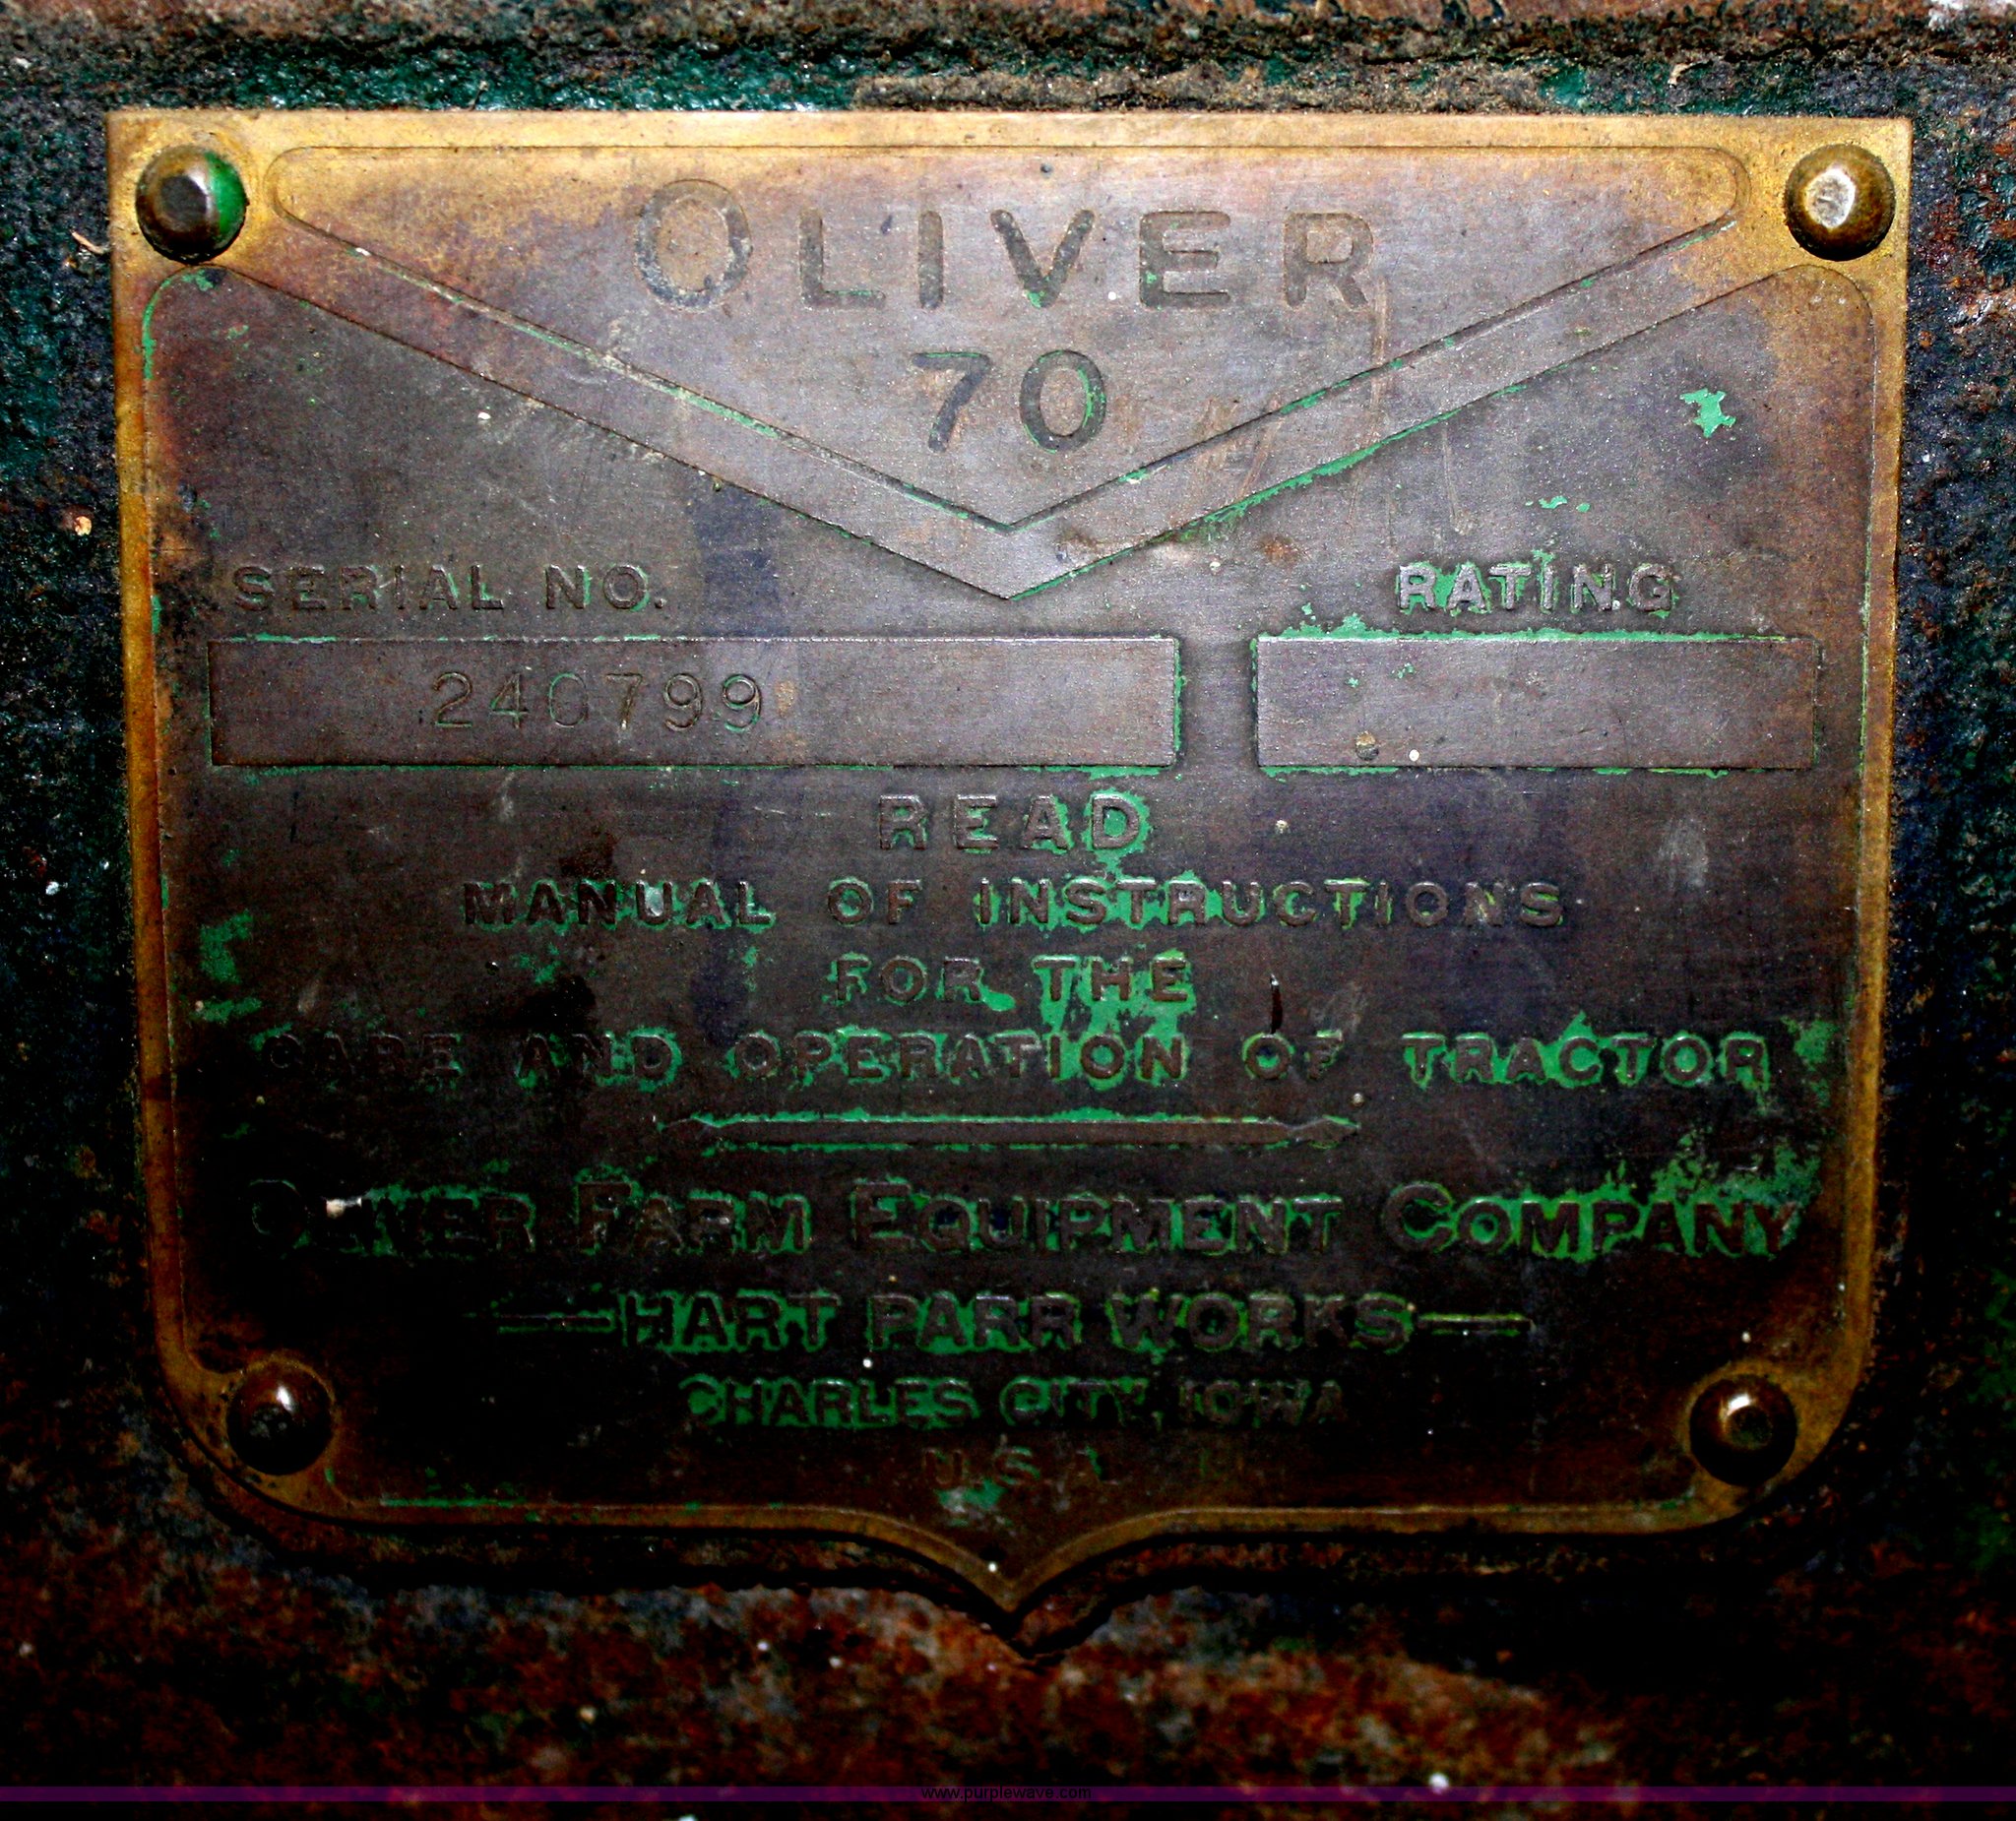 OLIVER
70
SERIAL NO. RATING
240799
READ
MANUAL OF INSTRUCTIONS
FOR THE
CARE AND OPERATION OF TRACTOR
OLIVER FARM EQUIPMENT COMPANY
—HART PARR WORKS—
CHARLES CITY, IOWA
U.S.A.
www.purplewave.com